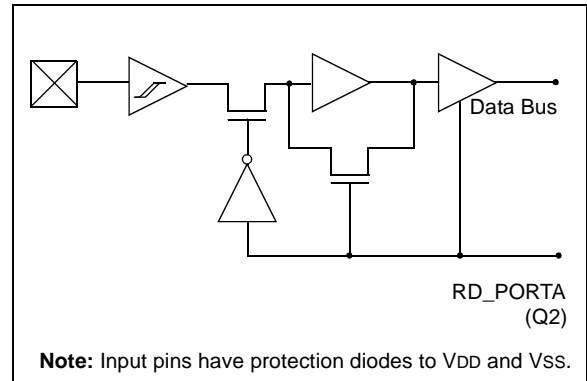 Data Bus
RD_PORTA
(Q2)
Note: Input pins have protection diodes to VDD and VSS.